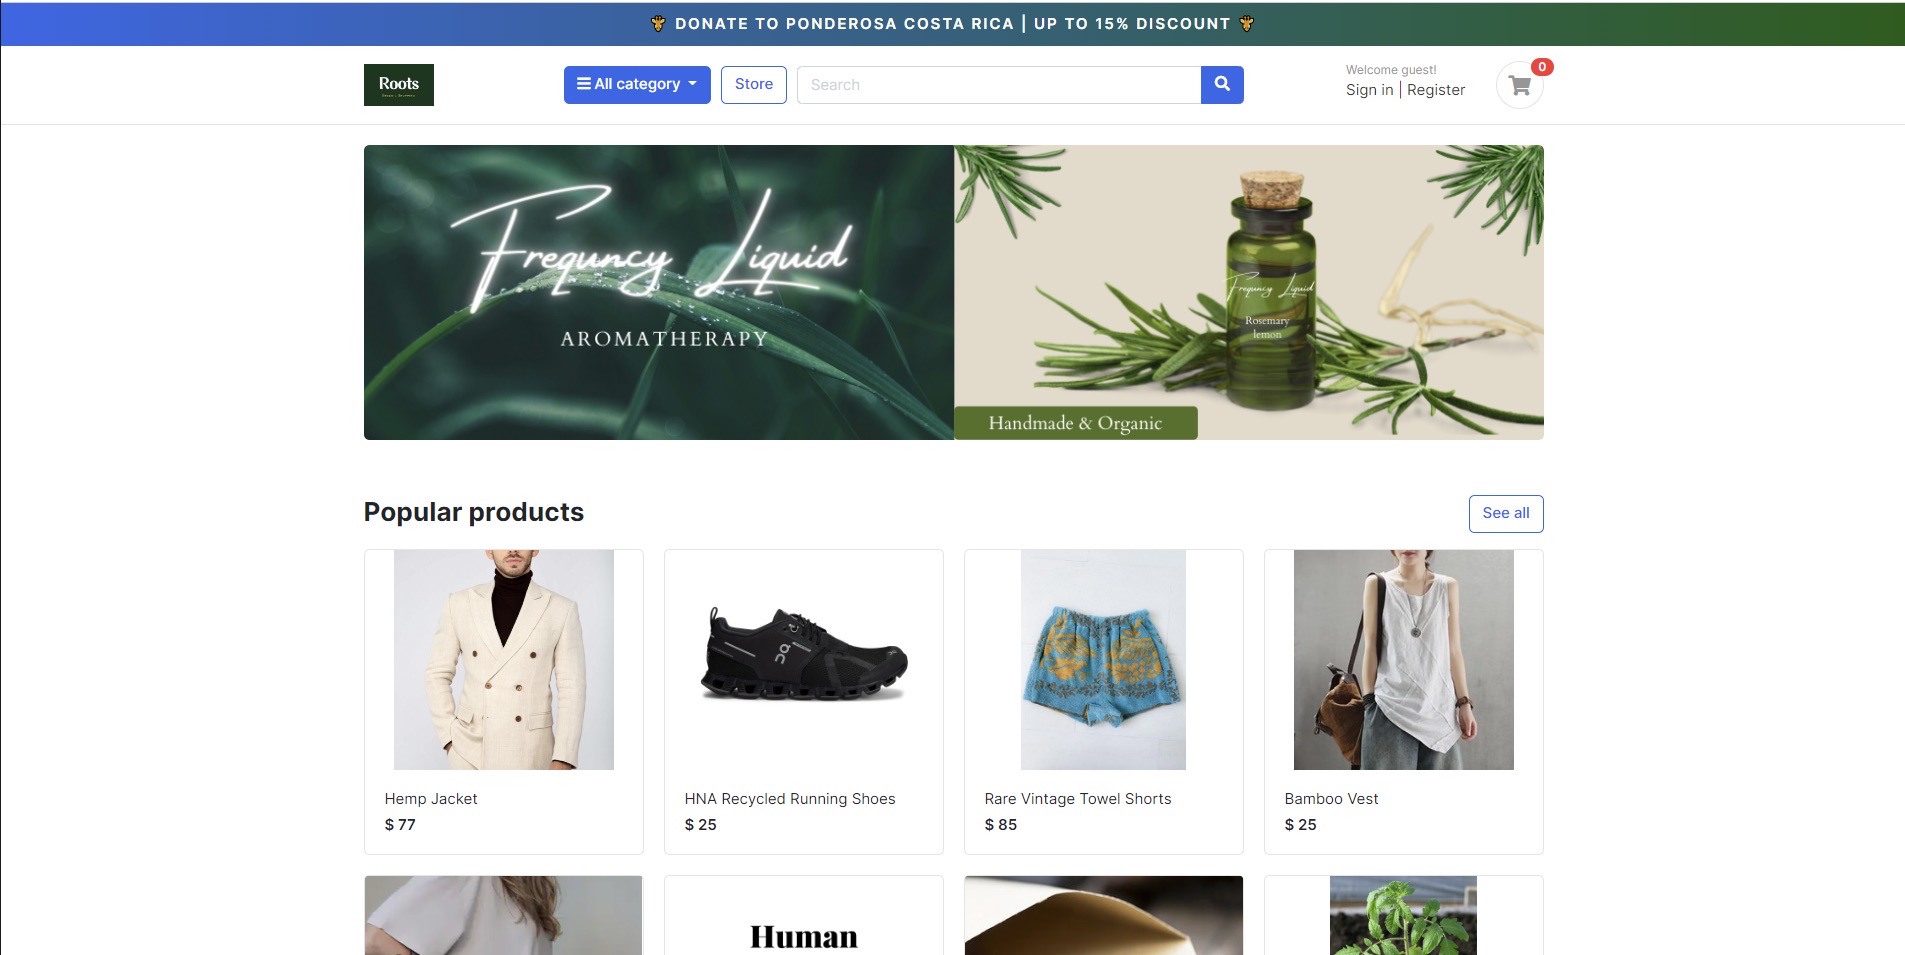 DONATE TO PONDEROSA COSTA RICA | UP TO 15% DISCOUNT
Roots
All category
Store
Search
Welcome guest!
Sign in | Register
0
Frequncy Liquid
AROMATHERAPY
Frequncy Liquid
Rosemary
lemon
Handmade & Organic
Popular products
See all
Hemp Jacket
$ 77
HNA Recycled Running Shoes
$ 25
Rare Vintage Towel Shorts
$ 85
Bamboo Vest
$ 25
Human